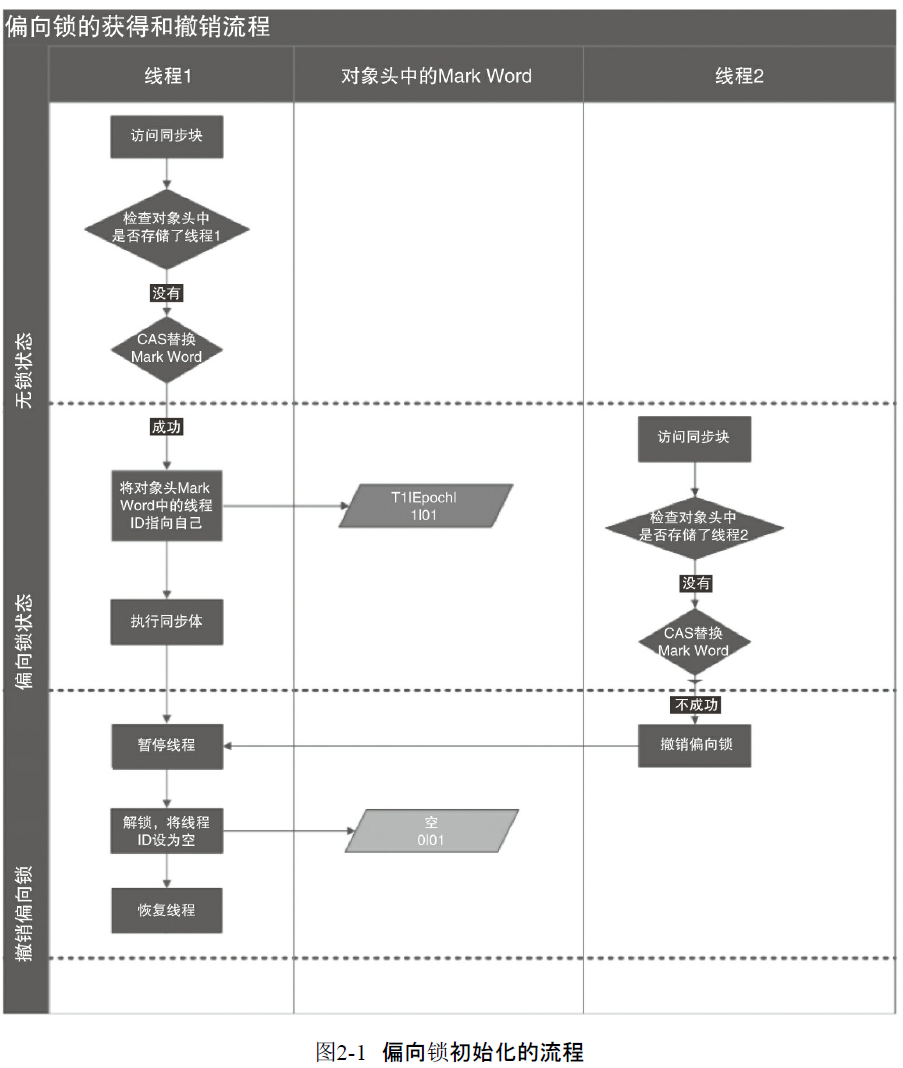 偏向锁的获得和撤销流程
线程1
对象头中的Mark Word
线程2
无锁状态
访问同步块
检查对象头中
是否存储了线程1
没有
CAS替换
Mark Word
偏向锁状态
成功
将对象头Mark
Word中的线程
ID指向自己
T1|Epoch|
1|01
执行同步体
访问同步块
检查对象头中
是否存储了线程2
没有
CAS替换
Mark Word
撤销偏向锁
不成功
撤销偏向锁
暂停线程
解锁，将线程
ID设为空
空
0|01
恢复线程
图2-1 偏向锁初始化的流程